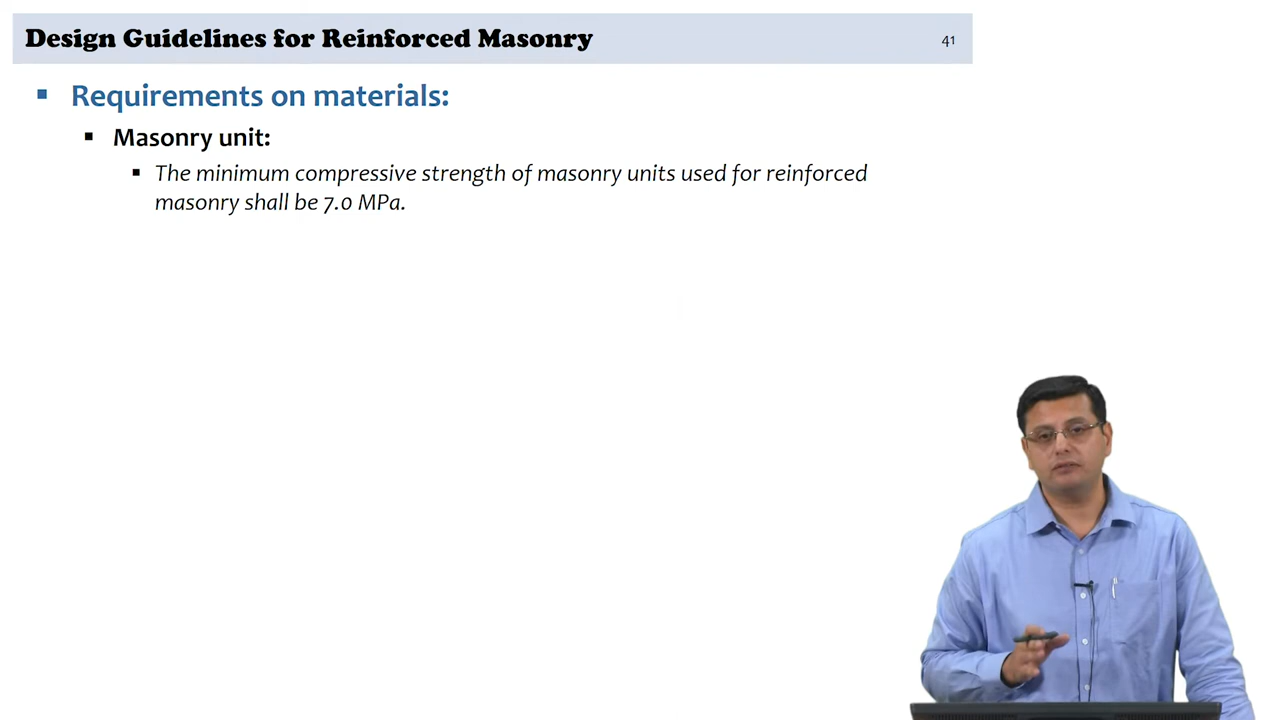 Design Guidelines for Reinforced Masonry
41
Requirements on materials:
Masonry unit:
The minimum compressive strength of masonry units used for reinforced
masonry shall be 7.0 MPa.